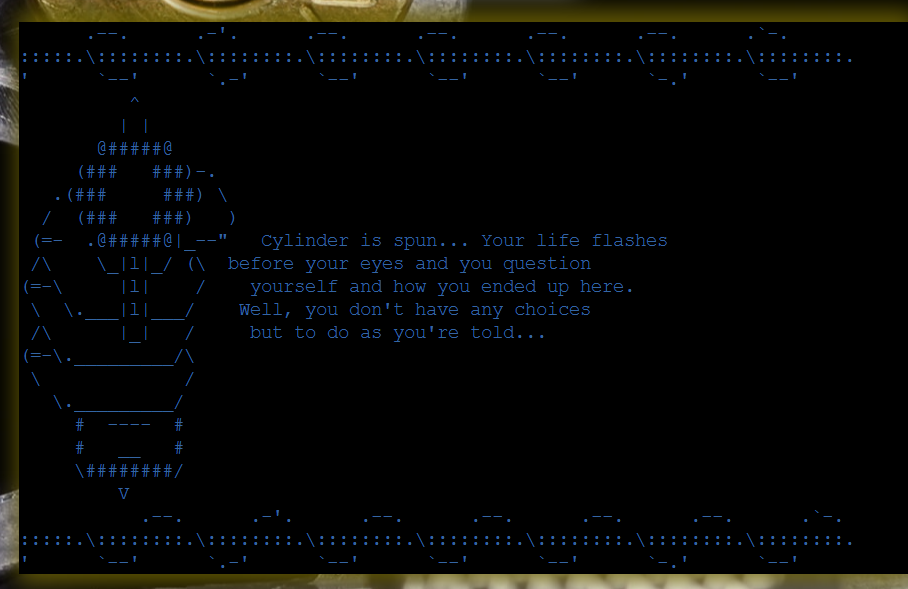 Cylinder is spun... Your life flashes
before your eyes and you question
yourself and how you ended up here.
Well, you don't have any choices
but to do as you're told...